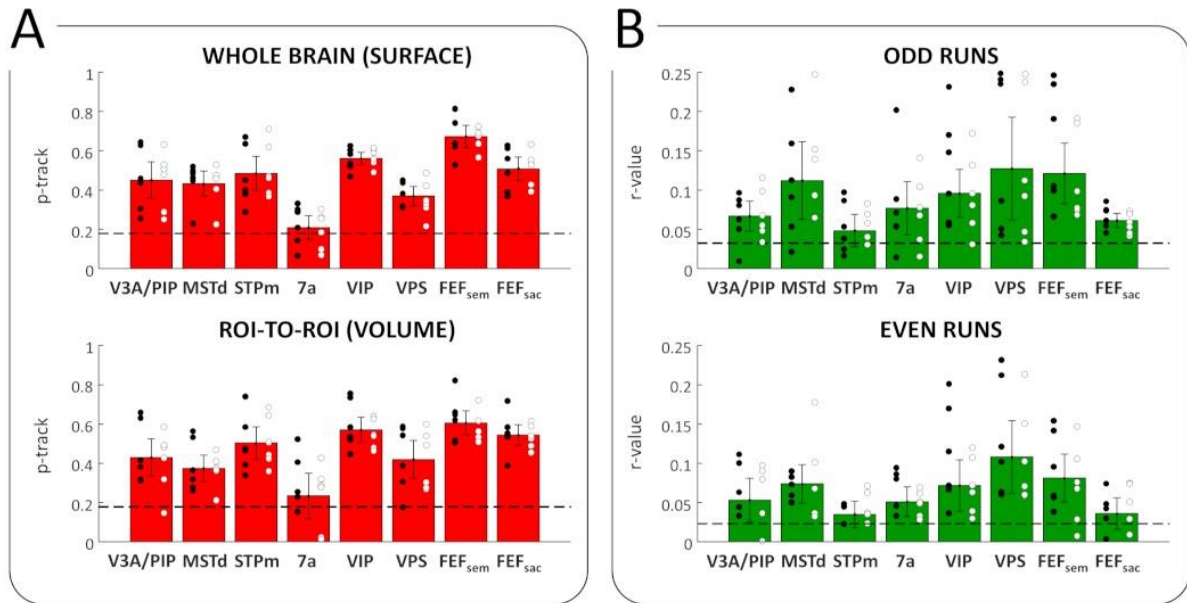 A
WHOLE BRAIN (SURFACE)
p-track
1
0.8
0.6
0.4
0.2
0
V3A/PIP MSTd STPm 7a VIP VPS FEFsem FEFsac
ROI-TO-ROI (VOLUME)
p-track
1
0.8
0.6
0.4
0.2
0
V3A/PIP MSTd STPm 7a VIP VPS FEFsem FEFsac
B
ODD RUNS
r-value
0.25
0.2
0.15
0.1
0.05
0
V3A/PIP MSTd STPm 7a VIP VPS FEFsem FEFsac
EVEN RUNS
r-value
0.25
0.2
0.15
0.1
0.05
0
V3A/PIP MSTd STPm 7a VIP VPS FEFsem FEFsac